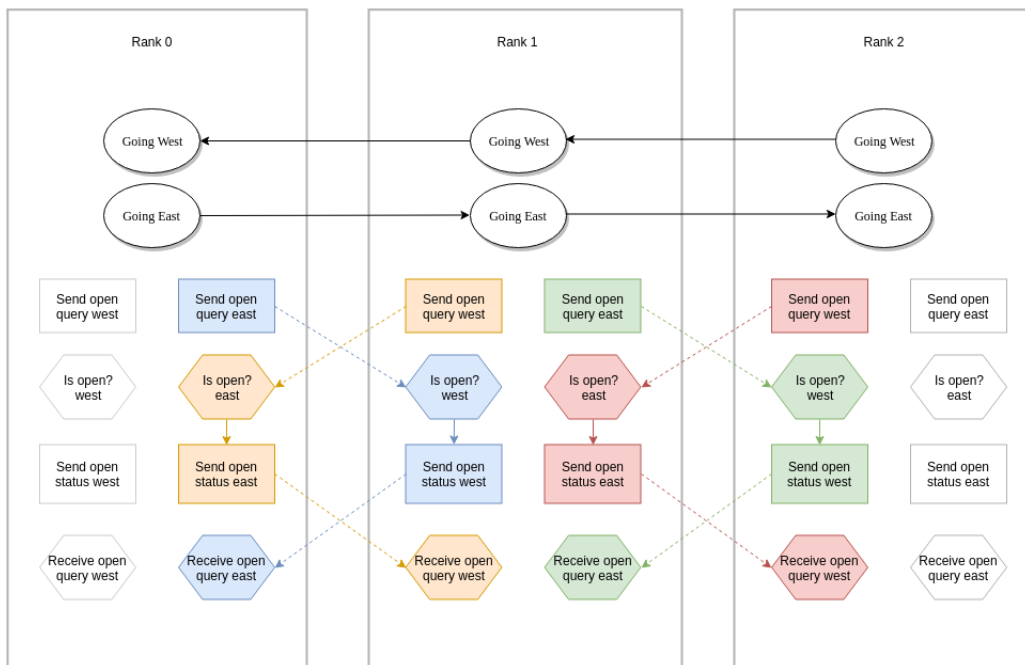 Rank 0
Rank 1
Rank 2
Going West
Going West
Going West
Going East
Going East
Going East
Send open
query west
Send open
query east
Send open
query west
Send open
query east
Send open
query west
Send open
query east
Is open?
west
Is open?
east
Is open?
west
Is open?
east
Is open?
west
Is open?
east
Send open
status west
Send open
status east
Send open
status west
Send open
status east
Send open
status west
Send open
status east
Receive open
query west
Receive open
query east
Receive open
query west
Receive open
query east
Receive open
query west
Receive open
query east